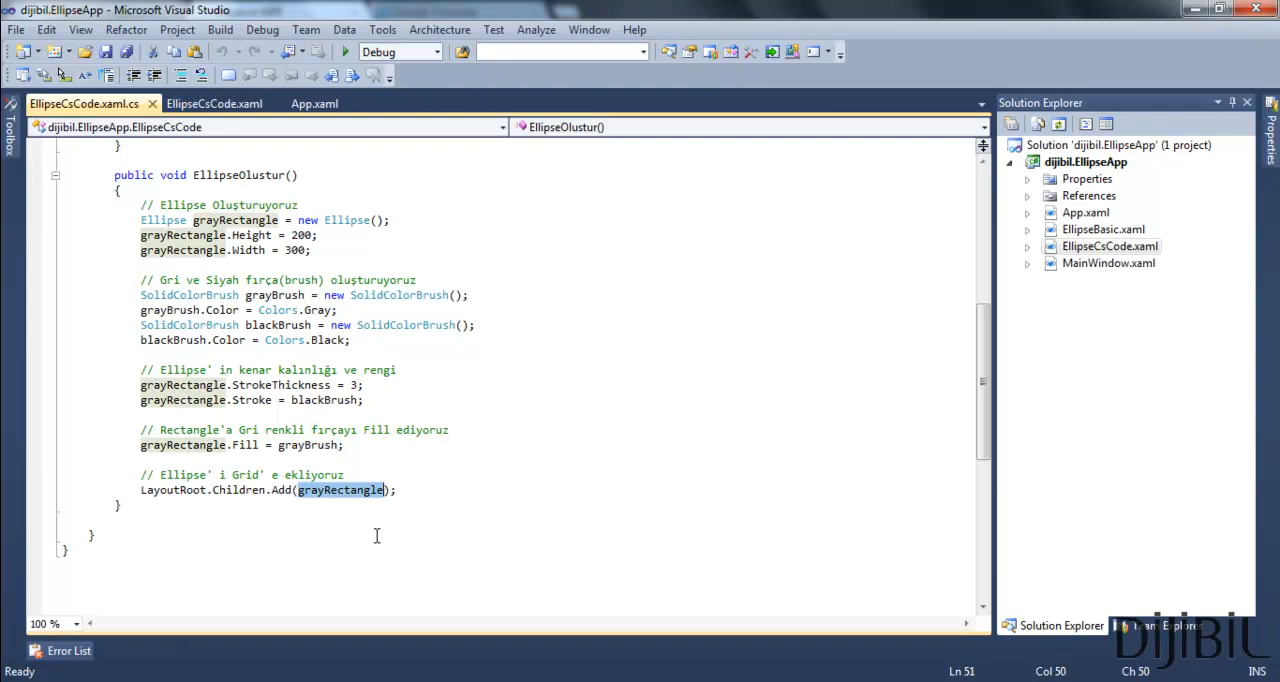 dijibil.EllipseApp - Microsoft Visual Studio
File Edit View Refactor Project Build Debug Team Data Tools Architecture Test Analyze Window Help
Debug
EllipseCsCode.xaml.cs EllipseCsCode.xaml App.xaml
dijibil.EllipseApp.EllipseCsCode EllipseOlustur()
Toolbox
}
public void EllipseOlustur()
{
// Ellipse Oluşturuyoruz
Ellipse grayRectangle = new Ellipse();
grayRectangle.Height = 200;
grayRectangle.Width = 300;
// Gri ve Siyah fırça(brush) oluşturuyoruz
SolidColorBrush grayBrush = new SolidColorBrush();
grayBrush.Color = Colors.Gray;
SolidColorBrush blackBrush = new SolidColorBrush();
blackBrush.Color = Colors.Black;
// Ellipse' in kenar kalınlığı ve rengi
grayRectangle.StrokeThickness = 3;
grayRectangle.Stroke = blackBrush;
// Rectangle'a Gri renkli fırçayı Fill ediyoruz
grayRectangle.Fill = grayBrush;
// Ellipse' i Grid' e ekliyoruz
LayoutRoot.Children.Add(grayRectangle);
}
}
}
100 %
Solution Explorer
Solution 'dijibil.EllipseApp' (1 project)
dijibil.EllipseApp
Properties
References
App.xaml
EllipseBasic.xaml
EllipseCsCode.xaml
MainWindow.xaml
Properties
Solution Explorer Team Explorer
DIJIBIL
Error List
Ready Ln 51 Col 50 Ch 50 INS